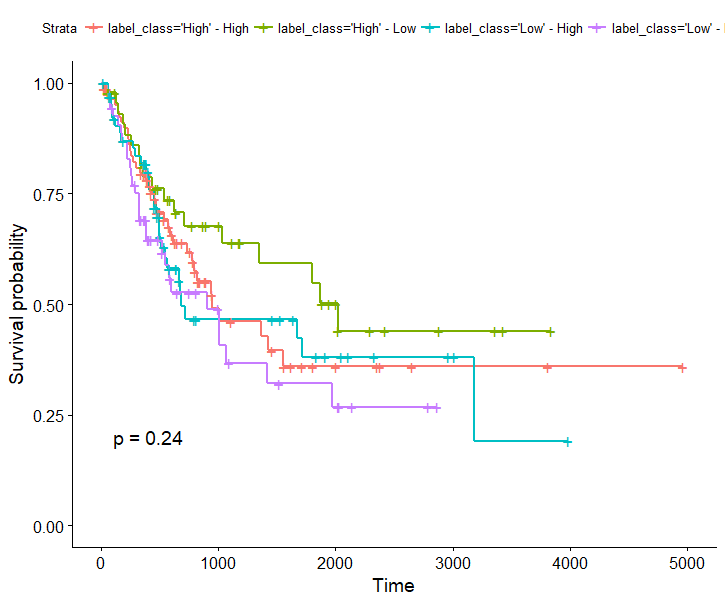 Strata label_class='High' - High label_class='High' - Low label_class='Low' - High label_class='Low' -
1.00
0.75
Survival probability
0.50
0.25
p = 0.24
0.00
0 1000 2000 3000 4000 5000
Time